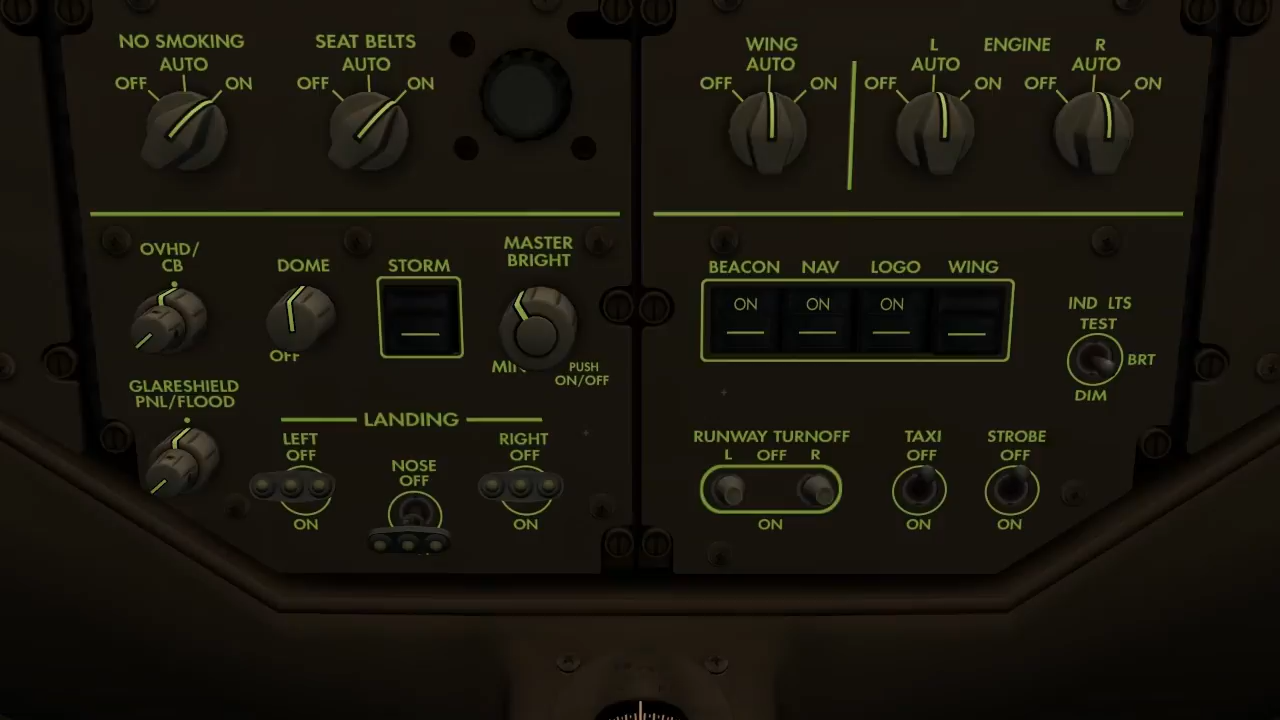 NO SMOKING
OFF AUTO ON
SEAT BELTS
OFF AUTO ON
WING
OFF AUTO ON
L ENGINE R
OFF AUTO ON
OFF AUTO ON
OVHD/
CB
DOME
OFF
STORM
MASTER
BRIGHT
MIN
PUSH
ON/OFF
BEACON NAV LOGO WING
ON ON ON
IND LTS
TEST
BRT
DIM
GLARESHIELD
PNL/FLOOD
LANDING
LEFT
OFF
ON
NOSE
OFF
RIGHT
OFF
ON
RUNWAY TURNOFF
L OFF R
ON
TAXI
OFF
ON
STROBE
OFF
ON